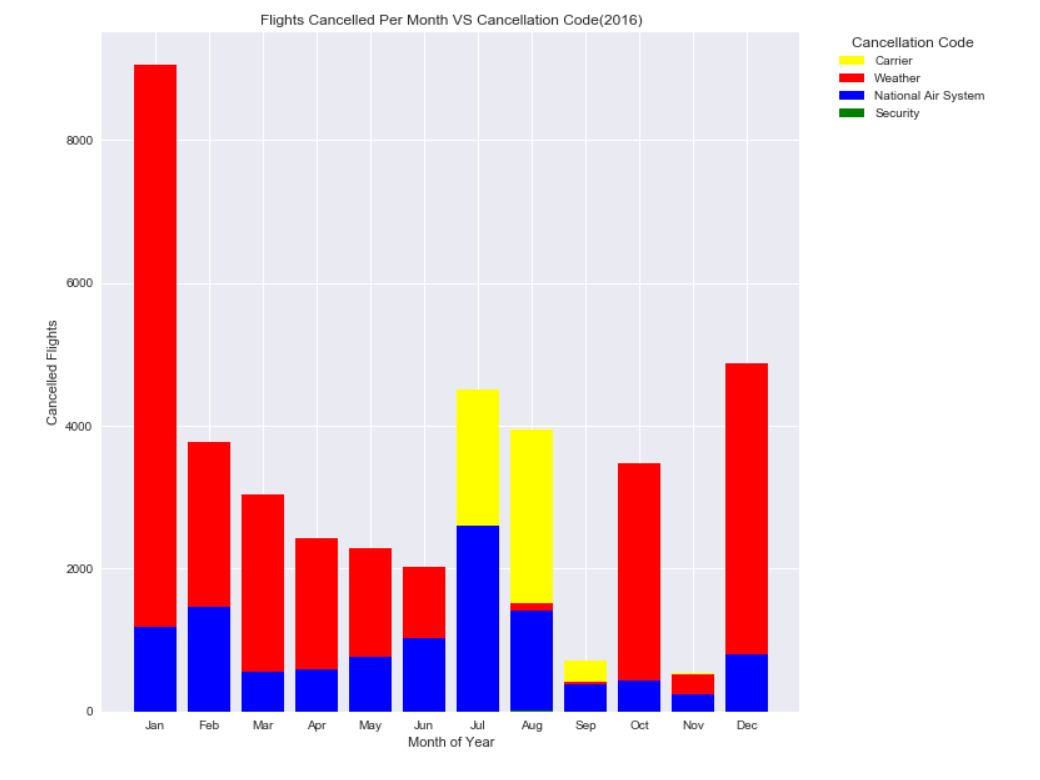 Flights Cancelled Per Month VS Cancellation Code(2016)
Cancellation Code
Carrier
Weather
National Air System
Security
Cancelled Flights
8000
6000
4000
2000
0
Jan Feb Mar Apr May Jun Jul Aug Sep Oct Nov Dec
Month of Year